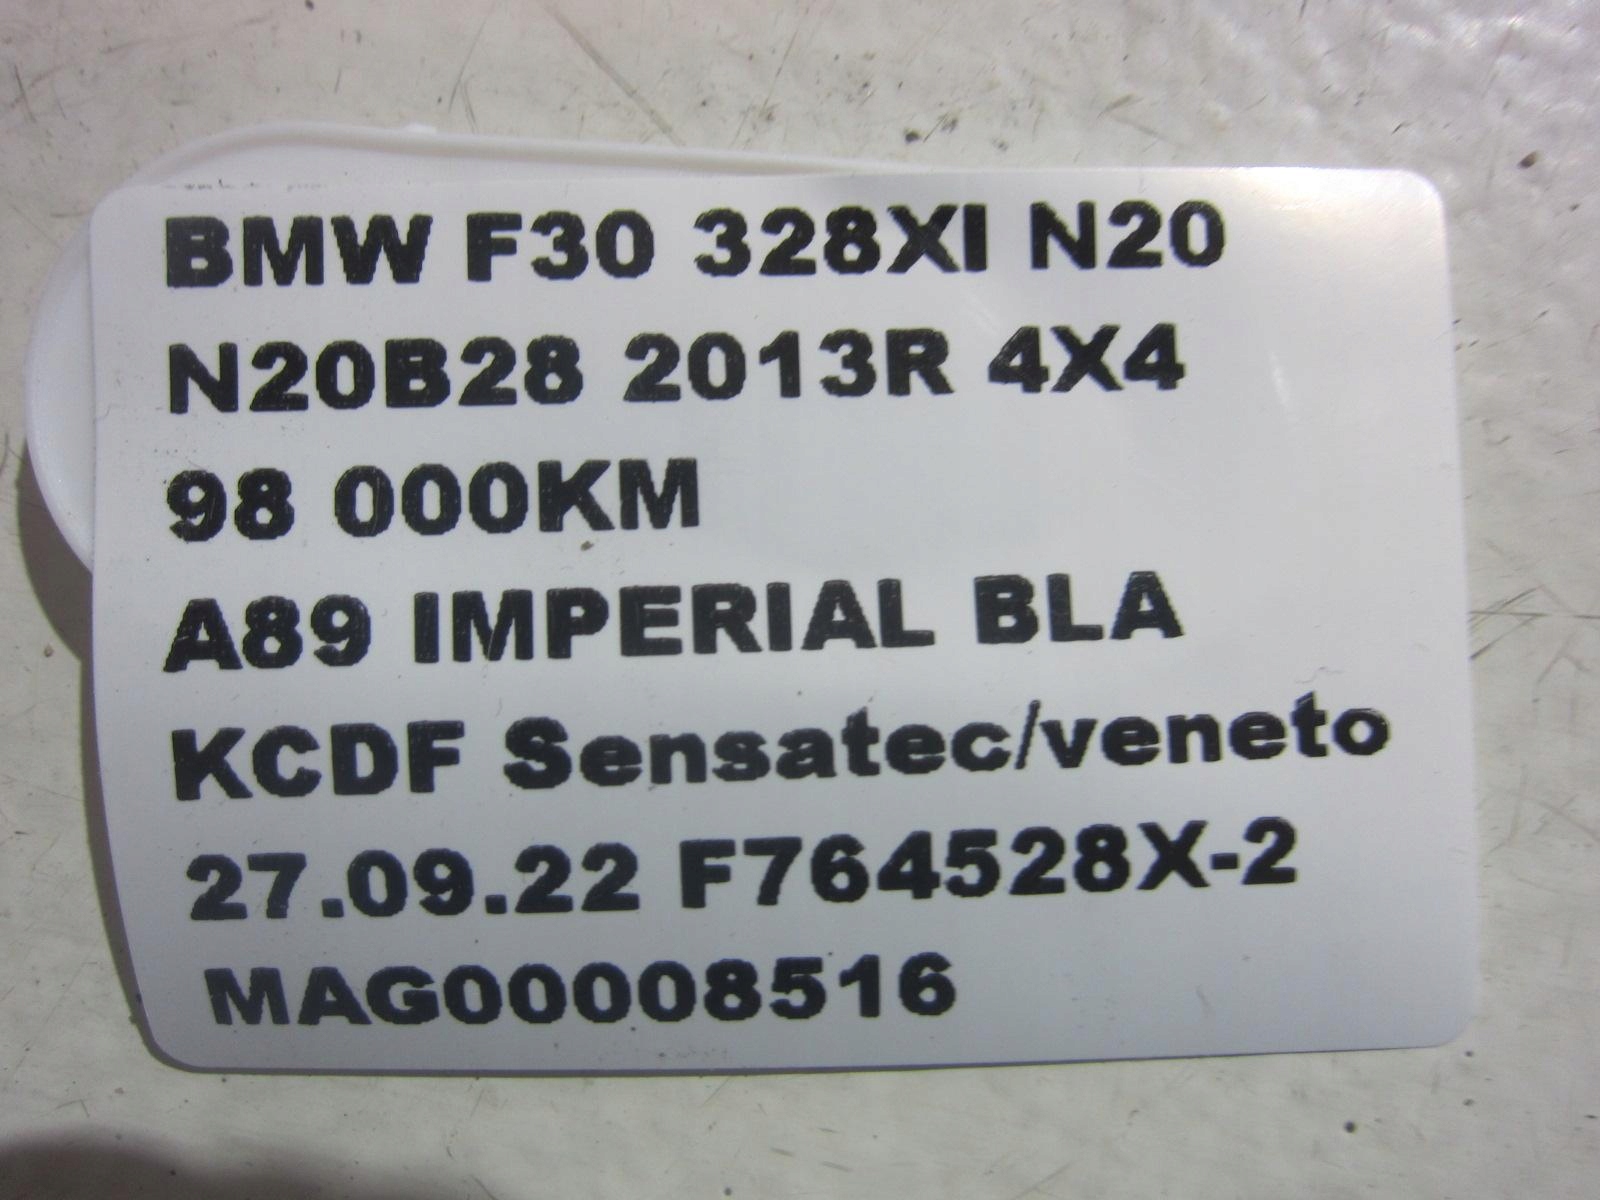 BMW F30 328XI N20
N20B28 2013R 4X4
98 000KM
A89 IMPERIAL BLA
KCDF Sensatec/veneto
27.09.22 F764528X-2
MAG00008516